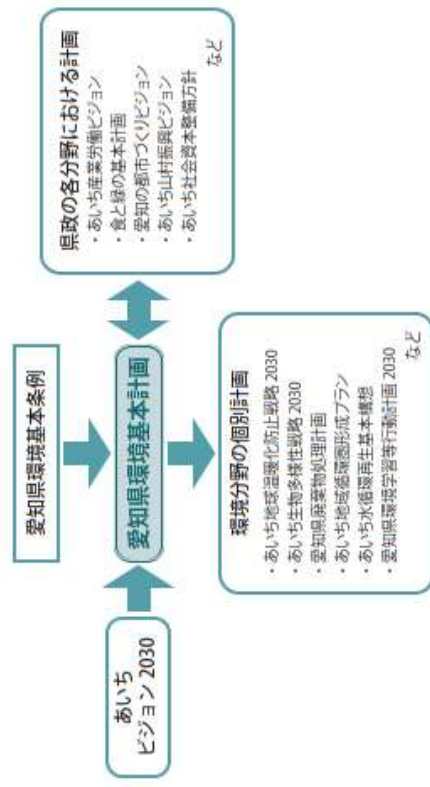 愛知県環境基本条例
あいち
ビジョン 2030
愛知県環境基本計画
県政の各分野における計画
・あいち産業労働ビジョン
・食と緑の基本計画
・愛知の都市づくりビジョン
・あいち山村振興ビジョン
・あいち社会資本整備方針
など
環境分野の個別計画
・あいち地球温暖化防止戦略 2030
・あいち生物多様性戦略 2030
・愛知県廃棄物処理計画
・あいち地域循環圏形成プラン
・あいち水循環再生基本構想
・愛知県環境学習等行動計画 2030
など